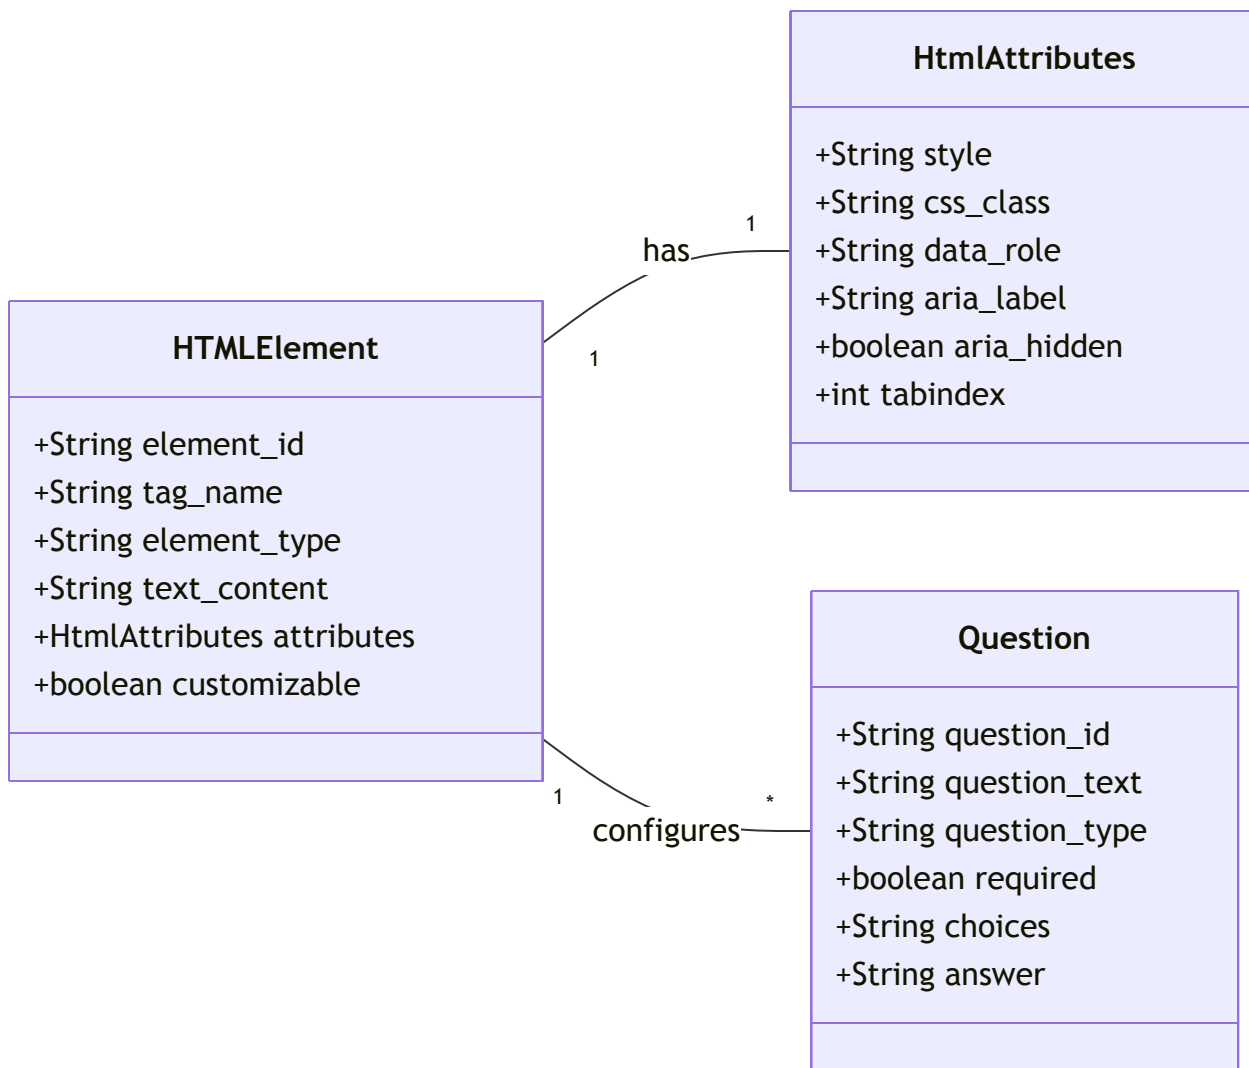 HtmlAttributes
+String style
+String css_class
+String data_role
+String aria_label
+boolean aria_hidden
+int tabindex
1
has
1
HTMLElement
+String element_id
+String tag_name
+String element_type
+String text_content
+HtmlAttributes attributes
+boolean customizable
1
configures
*
Question
+String question_id
+String question_text
+String question_type
+boolean required
+String choices
+String answer